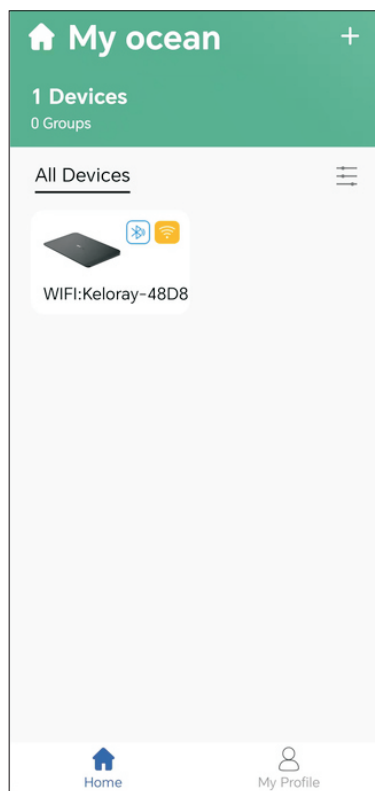 My ocean
+
1 Devices
0 Groups
All Devices
WIFI:Keloray-48D8
Home
My Profile